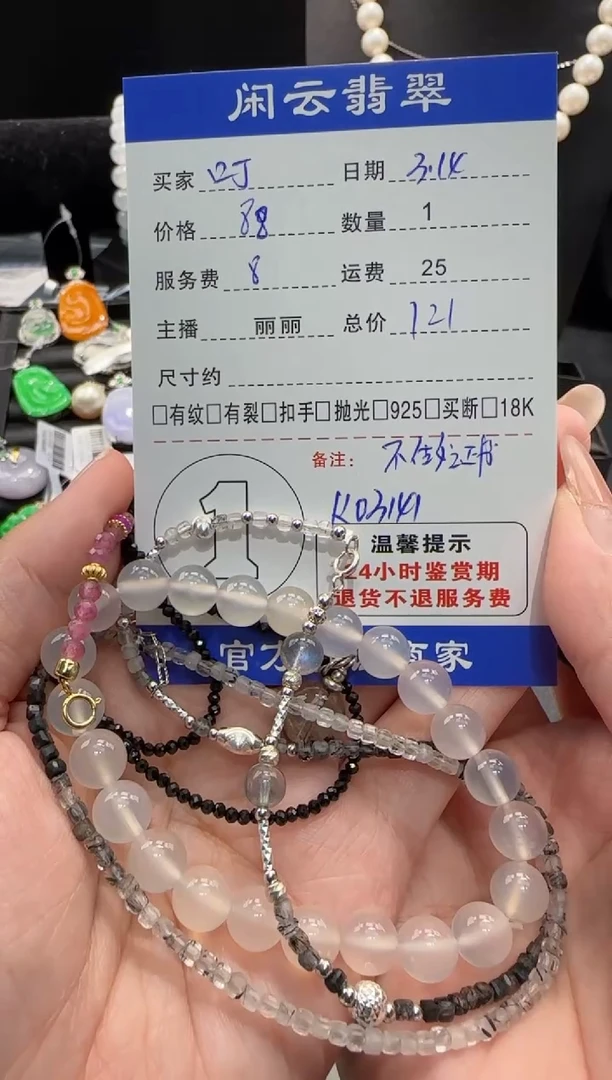 闲云翡翠
买家 叮 日期 3.14
价格 88 数量 1
服务费 8 运费 25
主播 丽丽 总价 121
尺寸约
□有纹□有裂□扣手□抛光□925□买断□18K
备注：
K03141
1
温馨提示
24小时鉴赏期
退货不退服务费
官方 商家